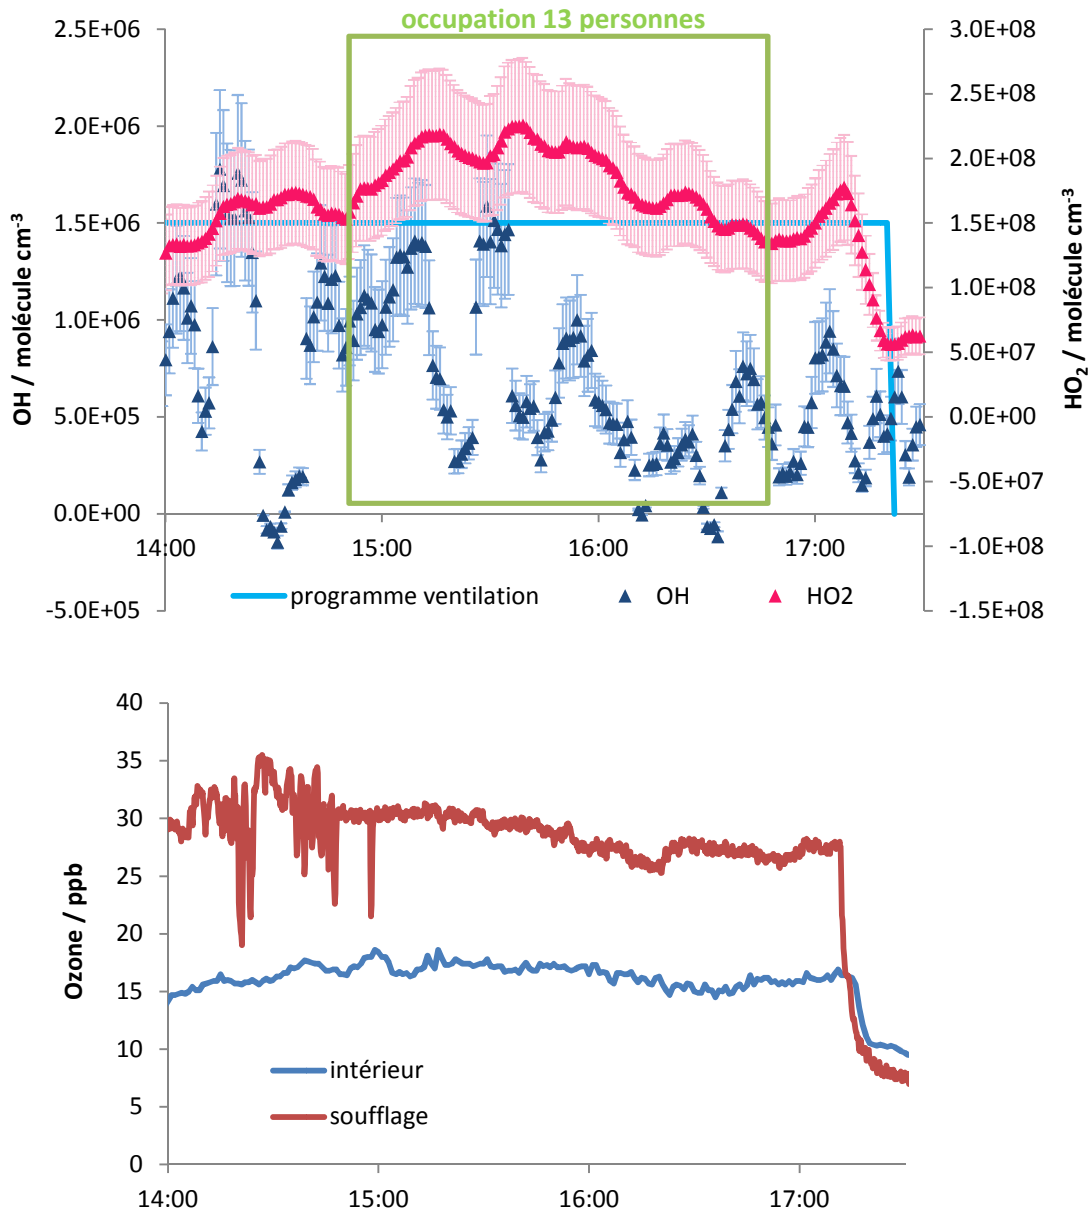 occupation 13 personnes
2.5E+06
2.0E+06
1.5E+06
1.0E+06
5.0E+05
0.0E+00
-5.0E+05
OH / molécule cm⁻³
3.0E+08
2.5E+08
2.0E+08
1.5E+08
1.0E+08
5.0E+07
0.0E+00
-5.0E+07
-1.0E+08
-1.5E+08
HO₂ / molécule cm⁻³
14:00
15:00
16:00
17:00
programme ventilation
OH
HO2
40
35
30
25
20
15
10
5
0
Ozone / ppb
intérieur
soufflage
14:00
15:00
16:00
17:00